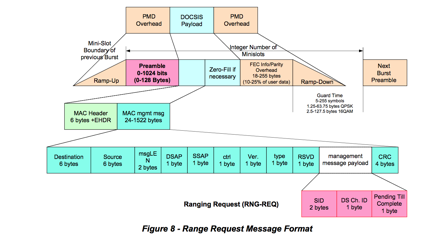 PMD
Overhead
DOCSIS
Payload
PMD
Overhead
Mini-Slot
Boundary of
previous Burst
Integer Number of
Minislots
Ramp-Up
Preamble
0-1024 bits
(0-128 Bytes)
Zero-Fill if
necessary
FEC Info/Parity
Overhead
18-255 bytes
(10-25% of user data)
Ramp-Down
Next
Burst
Preamble
Guard Time
5-255 symbols
1.25-63.75 bytes QPSK
2.5-127.5 bytes 16QAM
MAC Header
6 bytes +EHDR
MAC mgmt msg
24-1522 bytes
Destination
6 bytes
Source
6 bytes
msgLE
N
2 bytes
DSAP
1 byte
SSAP
1 byte
ctrl
1 byte
Ver.
1 byte
type
1 byte
RSVD
1 byte
management
message payload
CRC
4 bytes
Ranging Request (RNG-REQ)
SID
2 bytes
DS Ch. ID
1 byte
Pending Till
Complete
1 byte
Figure 8 - Range Request Message Format